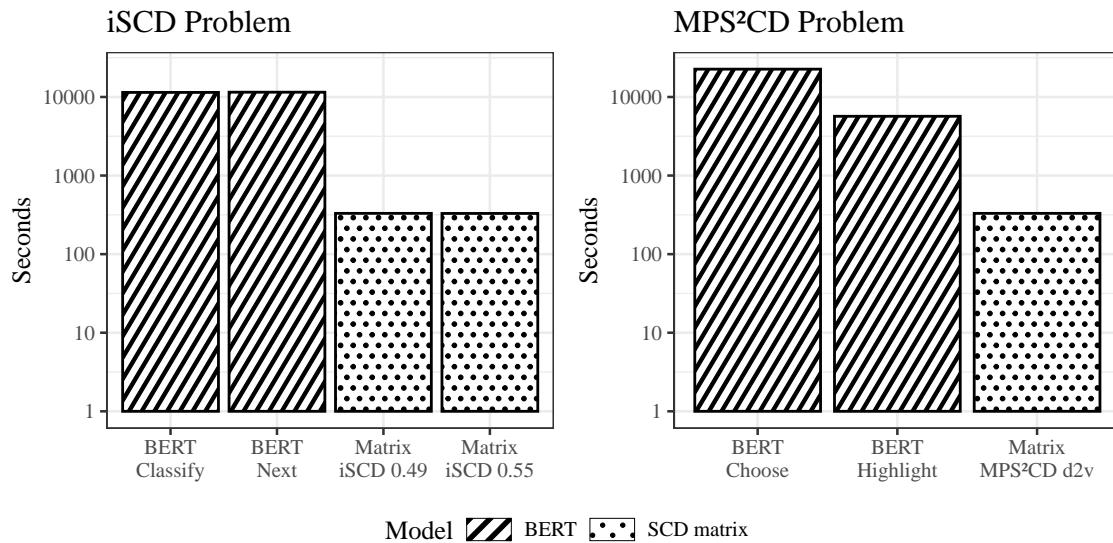 iSCD Problem
Seconds
10000
1000
100
10
1
BERT
Classify
BERT
Next
Matrix
iSCD 0.49
Matrix
iSCD 0.55
MPS²CD Problem
Seconds
10000
1000
100
10
1
BERT
Choose
BERT
Highlight
Matrix
MPS²CD d2v
Model BERT SCD matrix